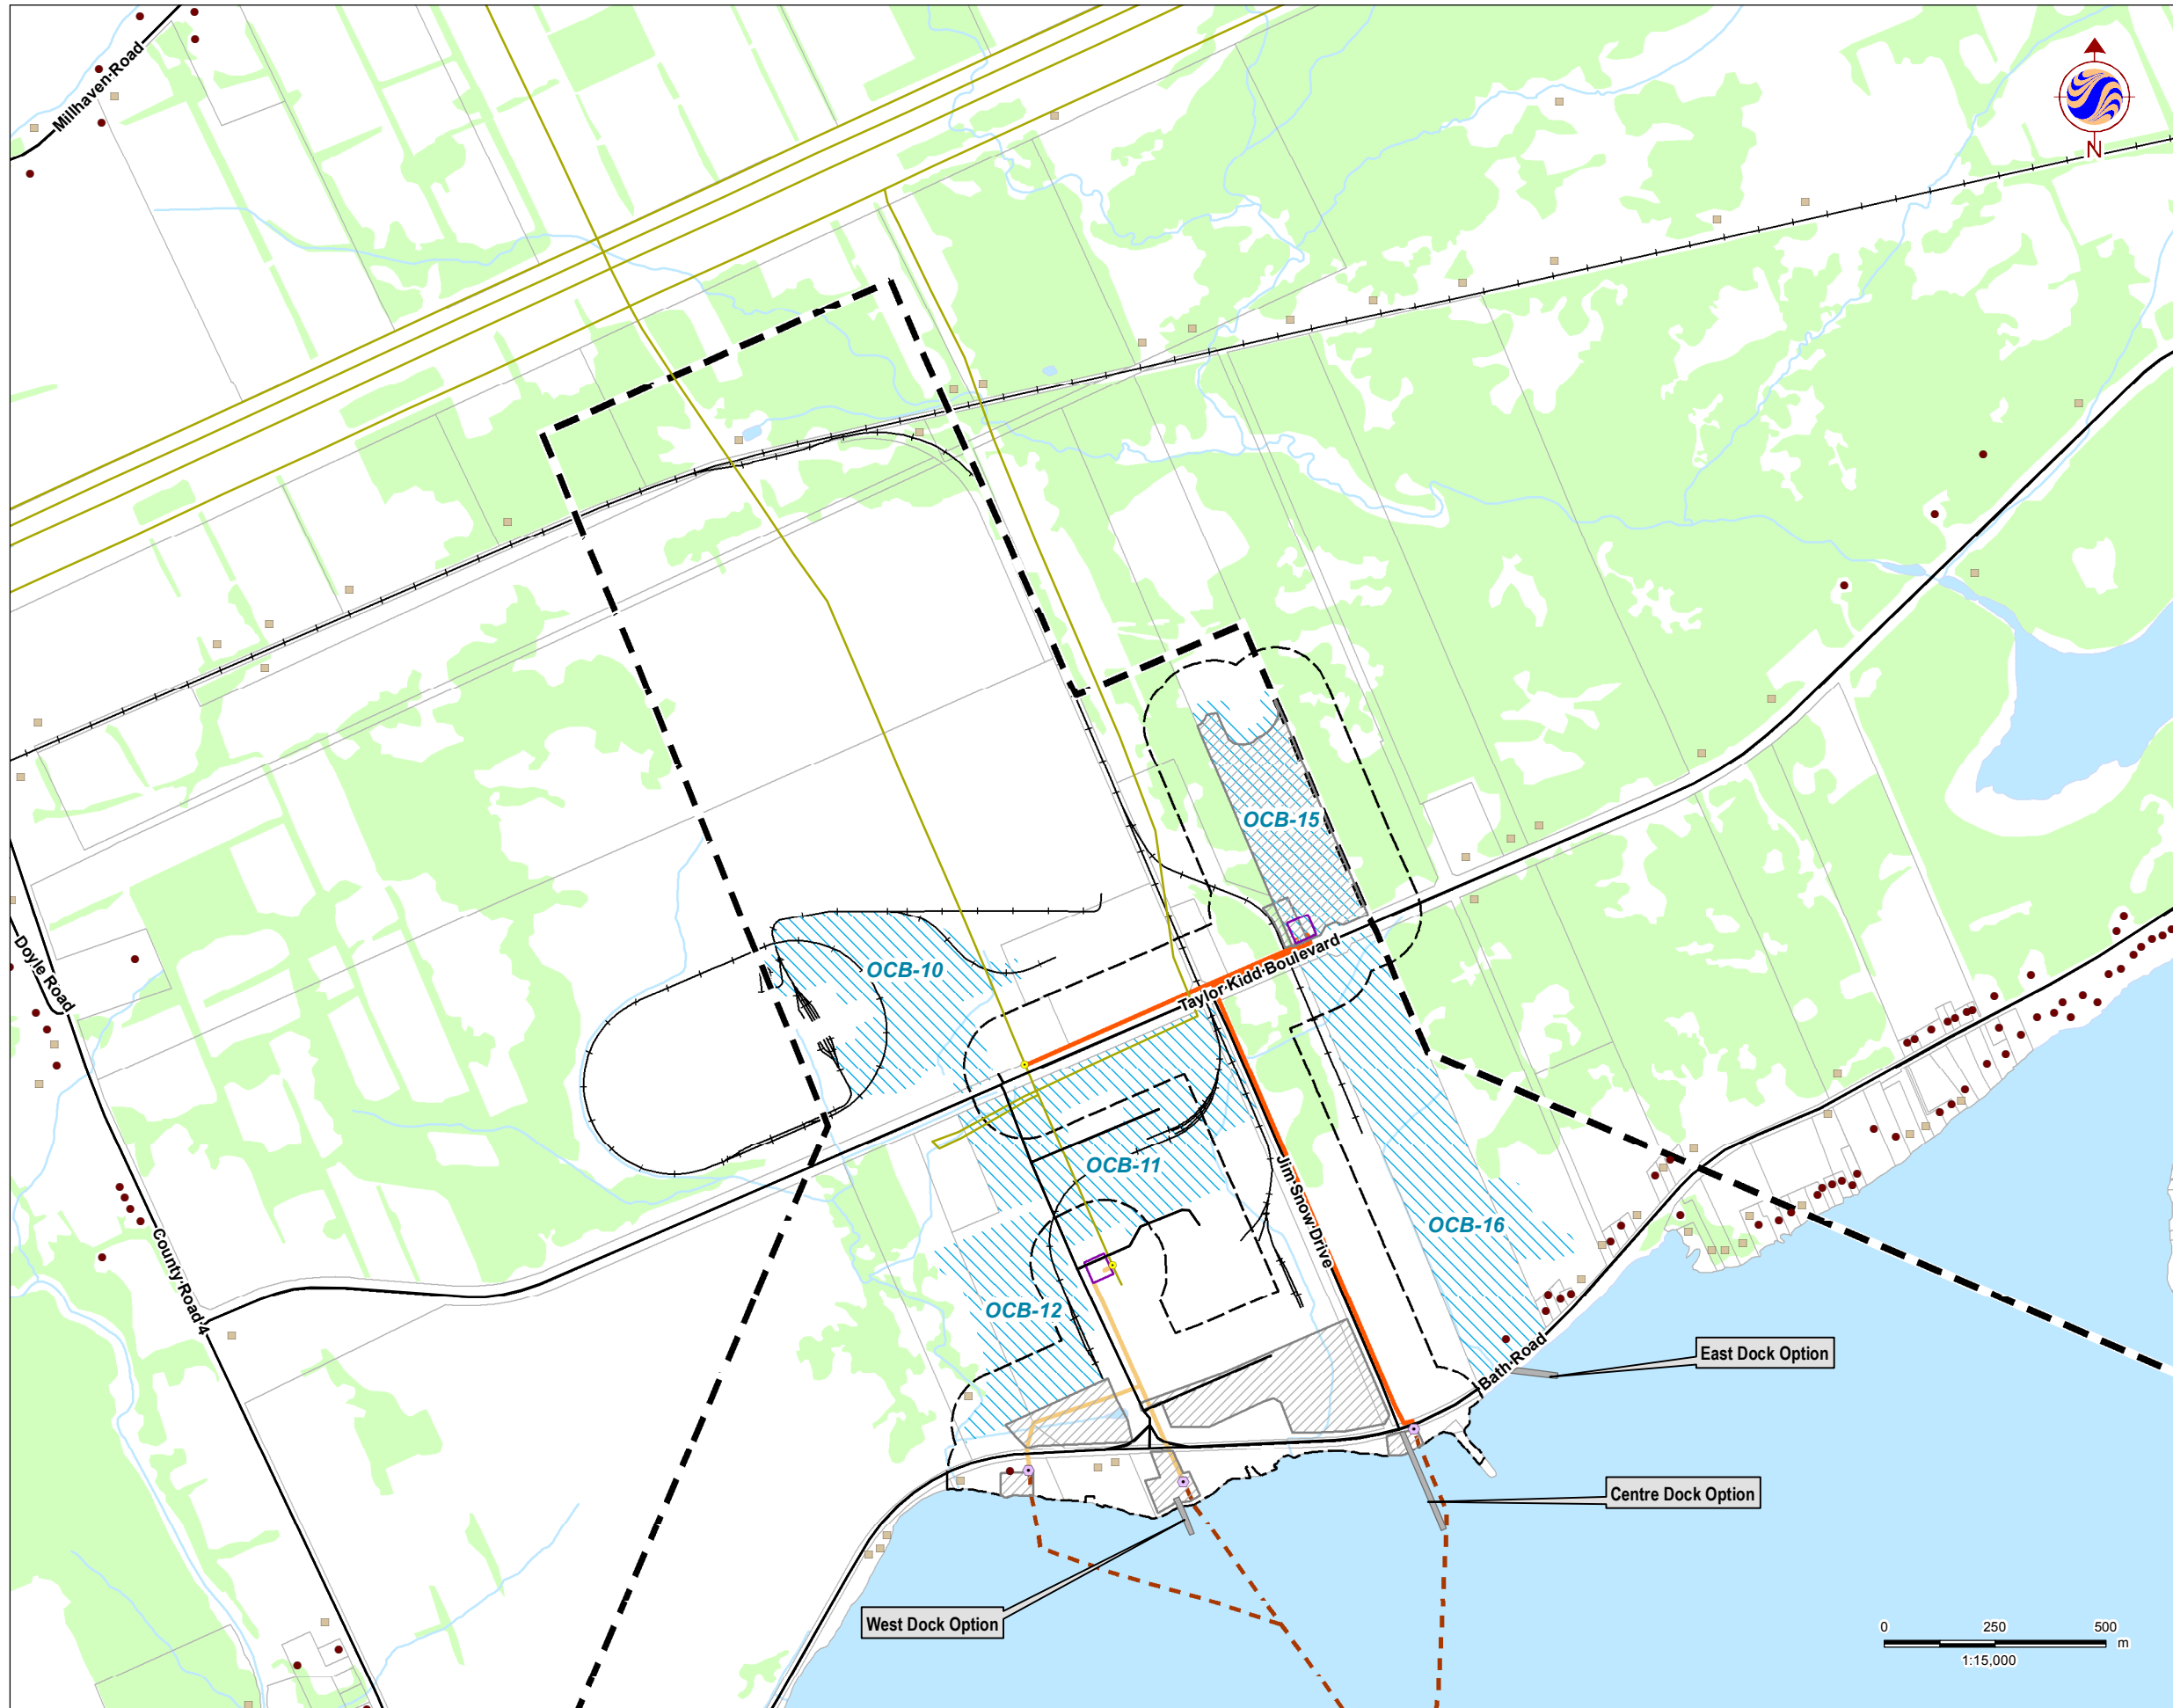 Millhaven Road
N
OCB-15
Taylor Kidd Boulevard
OCB-10
Doyle Road
OCB-11
Jim Snow Drive
OCB-16
County Road 4
OCB-12
East Dock Option
Bath Road
Centre Dock Option
West Dock Option
0 250 500
m
1:15,000